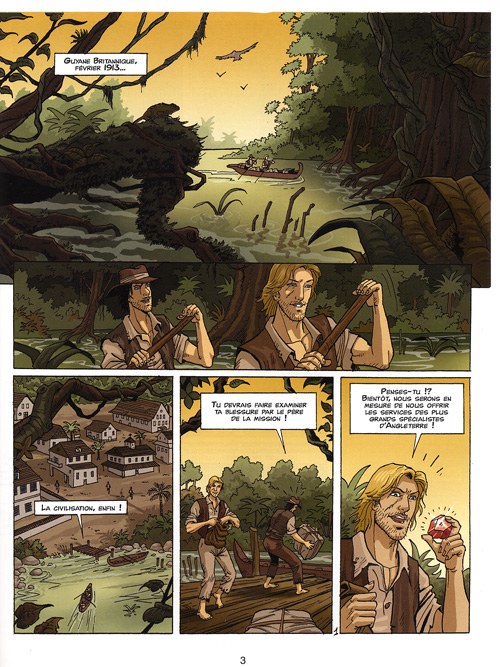 Guyane Britannique,
février 1913...
La civilisation, enfin !
Tu devrais faire examiner
ta blessure par le père
de la mission !
Penses-tu !?
Bientôt, nous serons en
mesure de nous offrir
les services des plus
grands spécialistes
d'Angleterre !
3